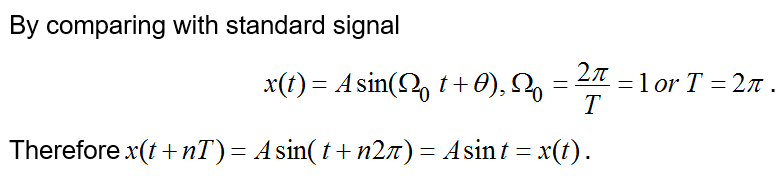 By comparing with standard signal
x(t) = A sin(Ω₀ t + θ), Ω₀ = 2π/T = 1 or T = 2π .
Therefore x(t + nT) = A sin( t + n2π) = A sin t = x(t) .